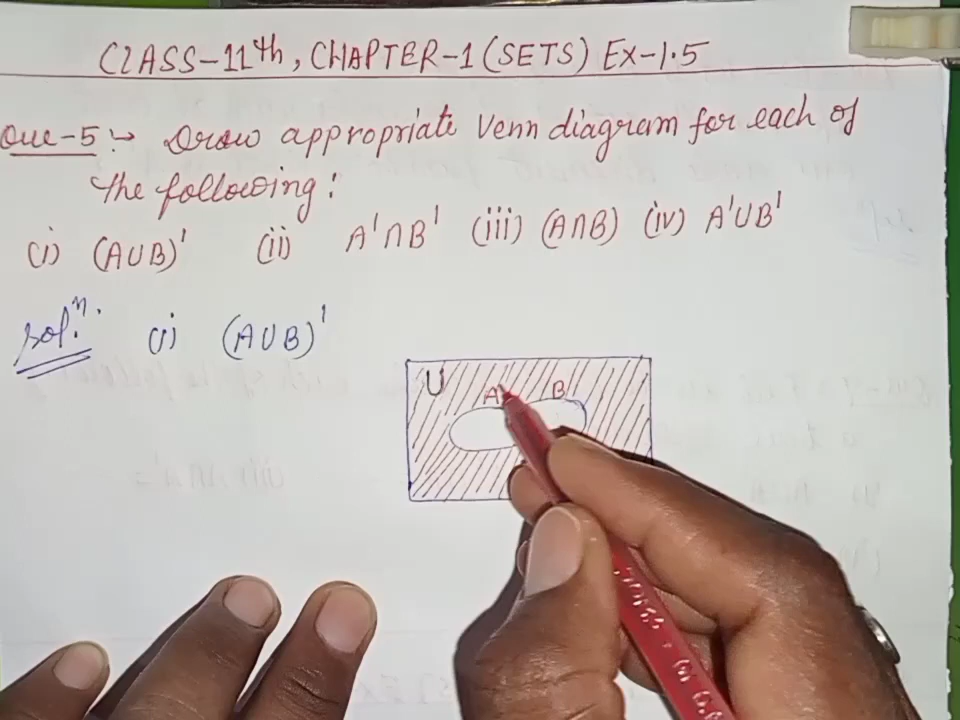 CLASS-11th, CHAPTER-1 (SETS) Ex-1.5
Que-5:→ Draw appropriate Venn diagram for each of
the following:
(i) (A∪B)' (ii) A'∩B' (iii) (A∩B) (iv) A'∪B'
Sol.ⁿ. (i) (A∪B)'
U
A B